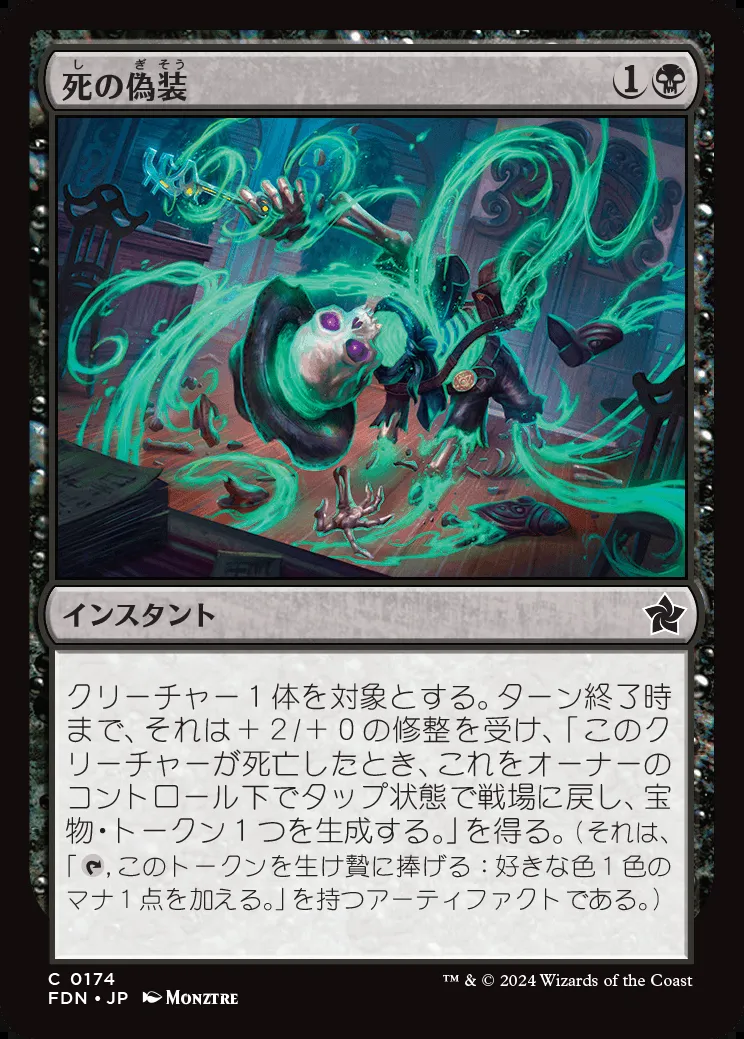 死の偽装
し ぎそう
1
インスタント
クリーチャー1体を対象とする。ターン終了時
まで、それは+2/+0の修整を受け、「このク
リーチャーが死亡したとき、これをオーナーの
コントロール下でタップ状態で戦場に戻し、宝
物・トークン1つを生成する。」を得る。(それは、
「,このトークンを生け贄に捧げる:好きな色1色の
マナ1点を加える。」を持つアーティファクトである。)
C 0174
FDN・JP MONZTRE
™ & © 2024 Wizards of the Coast